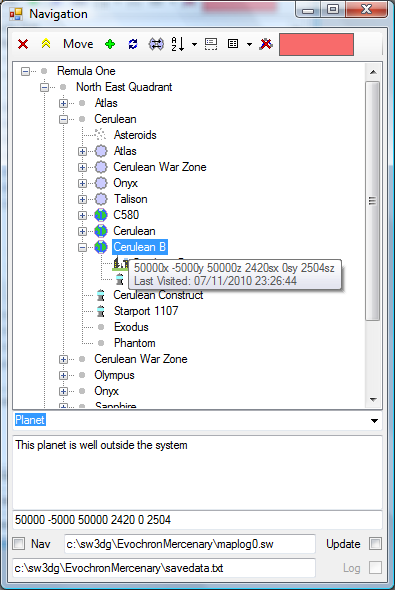 Navigation
Move
A
Z
Remula One
North East Quadrant
Atlas
Cerulean
Asteroids
Atlas
Cerulean War Zone
Onyx
Talison
C580
Cerulean
Cerulean B
50000x -5000y 50000z 2420sx 0sy 2504sz
Last Visited: 07/11/2010 23:26:44
Cerulean Construct
Starport 1107
Exodus
Phantom
Cerulean War Zone
Olympus
Onyx
Sapphire
Planet
This planet is well outside the system
50000 -5000 50000 2420 0 2504
Nav c:\sw3dg\EvochronMercenary\maplog0.sw Update
c:\sw3dg\EvochronMercenary\savedata.txt Log